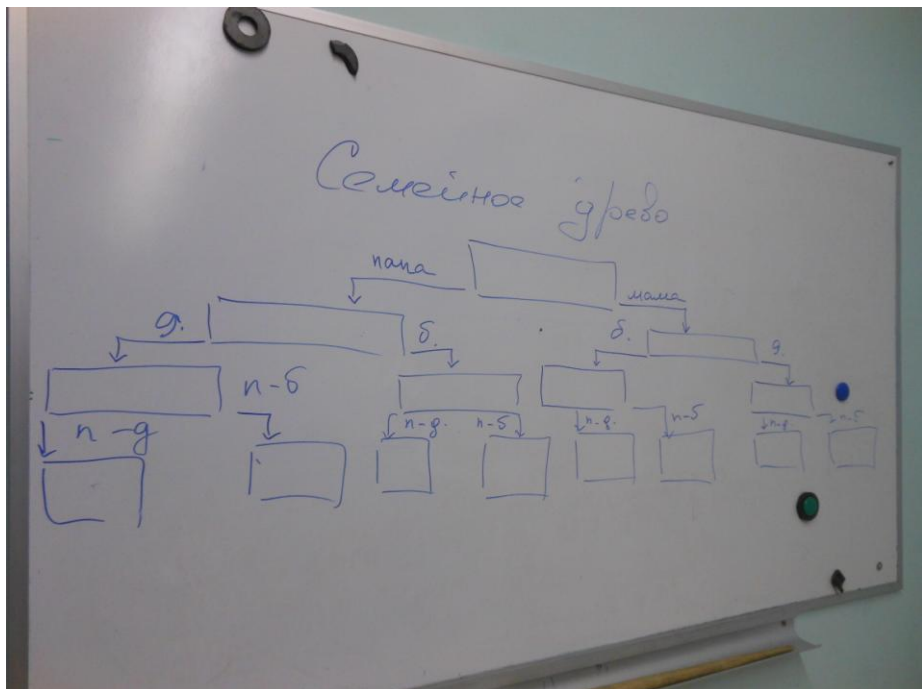 Семейное древо
папа
мама
д. б. б. д.
п-б
п-д п-д. п-б п-д. п-б п-д. п-б